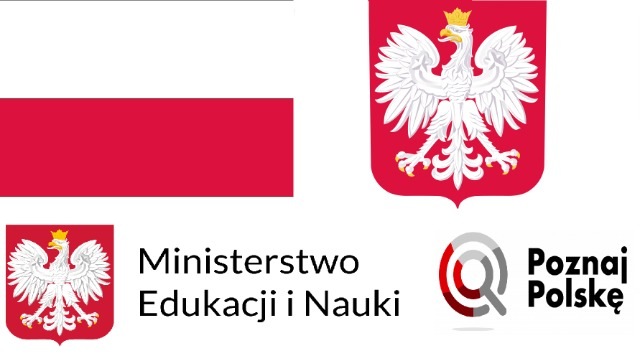 Ministerstwo
Edukacji i Nauki
Poznaj
Polskę